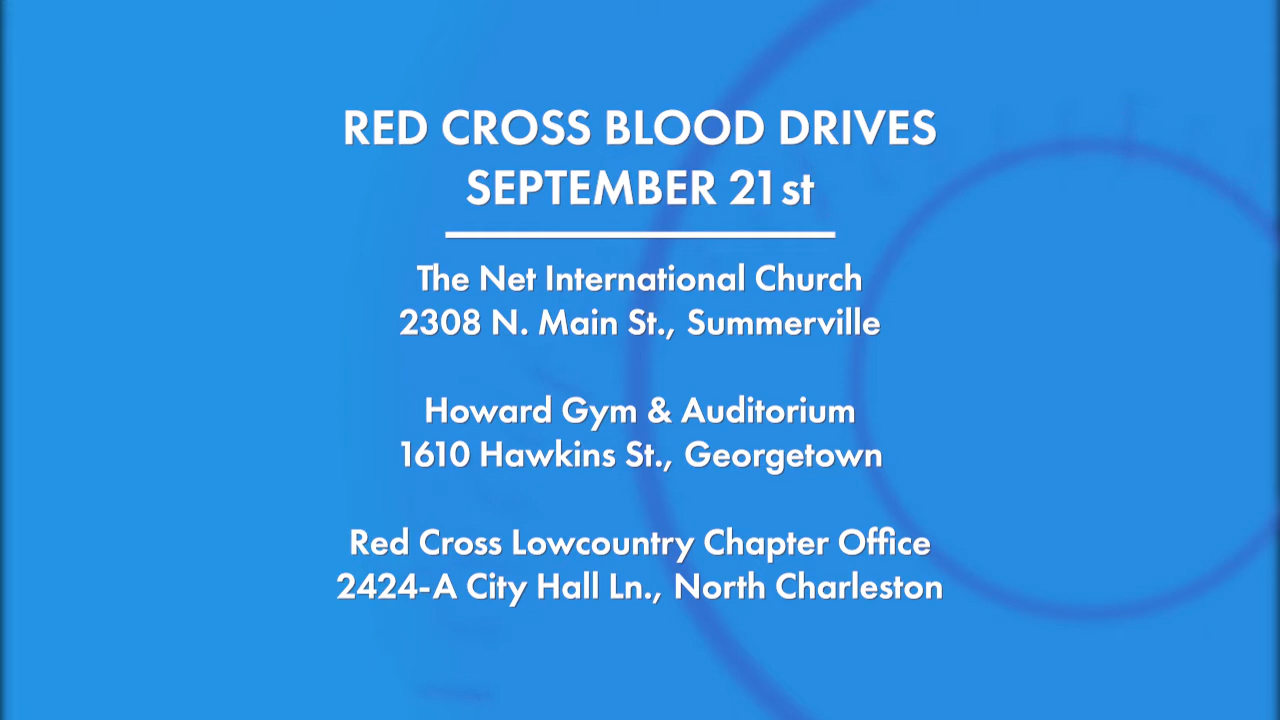 RED CROSS BLOOD DRIVES
SEPTEMBER 21st
The Net International Church
2308 N. Main St., Summerville
Howard Gym & Auditorium
1610 Hawkins St., Georgetown
Red Cross Lowcountry Chapter Office
2424-A City Hall Ln., North Charleston